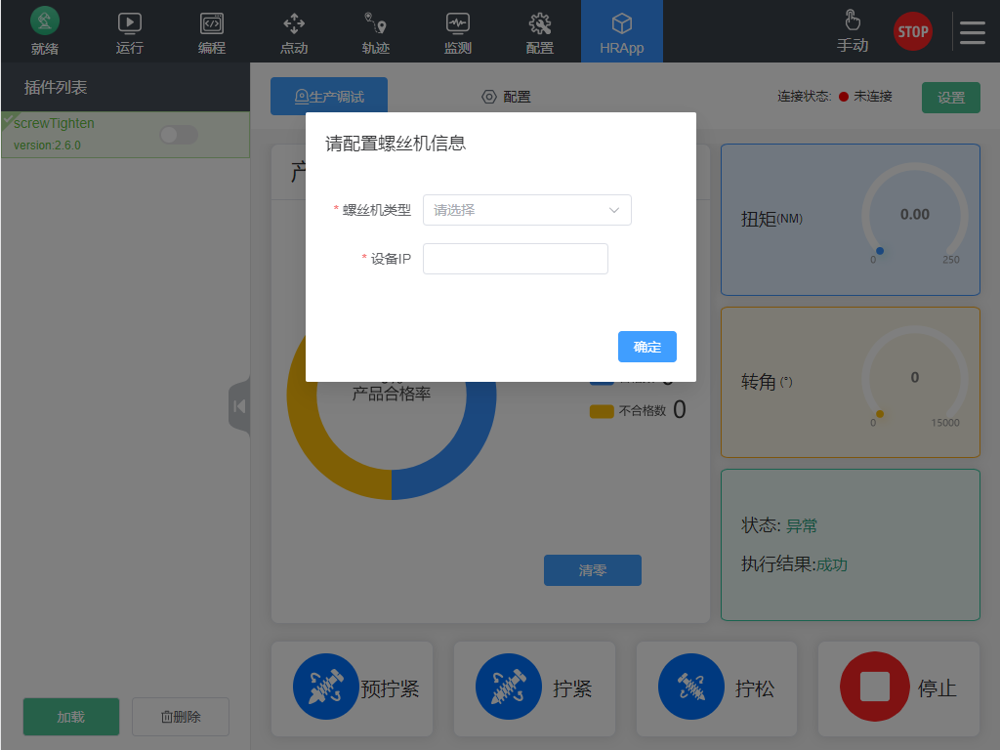 就绪
运行
编程
点动
轨迹
监测
配置
HRApp
手动
STOP
插件列表
screwTighten
version:2.6.0
生产调试
配置
连接状态:
未连接
设置
请配置螺丝机信息
* 螺丝机类型
请选择
* 设备IP
确定
产
产品合格率
不合格数 0
清零
扭矩(NM)
0.00
0
250
转角(°)
0
0
15000
状态: 异常
执行结果:成功
预拧紧
拧紧
拧松
停止
加载
删除